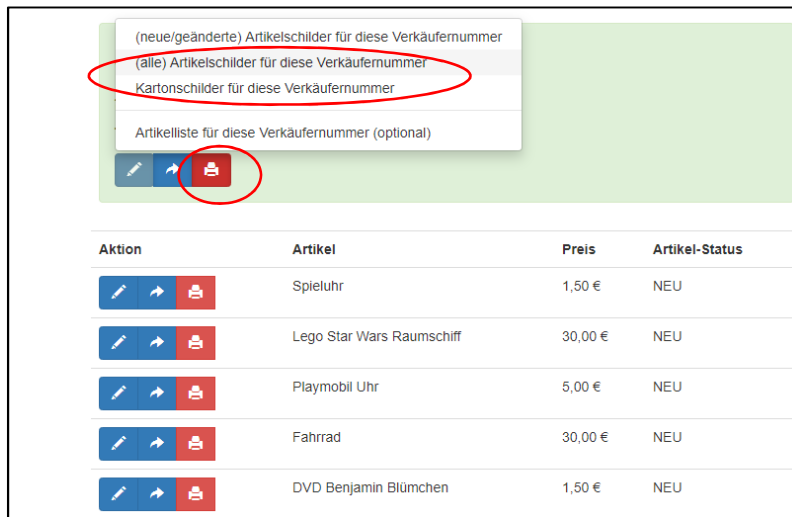 (neue/geänderte) Artikelschilder für diese Verkäufernummer
(alle) Artikelschilder für diese Verkäufernummer
Kartonschilder für diese Verkäufernummer
Artikelliste für diese Verkäufernummer (optional)
Aktion Artikel Preis Artikel-Status
Spieluhr 1,50 € NEU
Lego Star Wars Raumschiff 30,00 € NEU
Playmobil Uhr 5,00 € NEU
Fahrrad 30,00 € NEU
DVD Benjamin Blümchen 1,50 € NEU